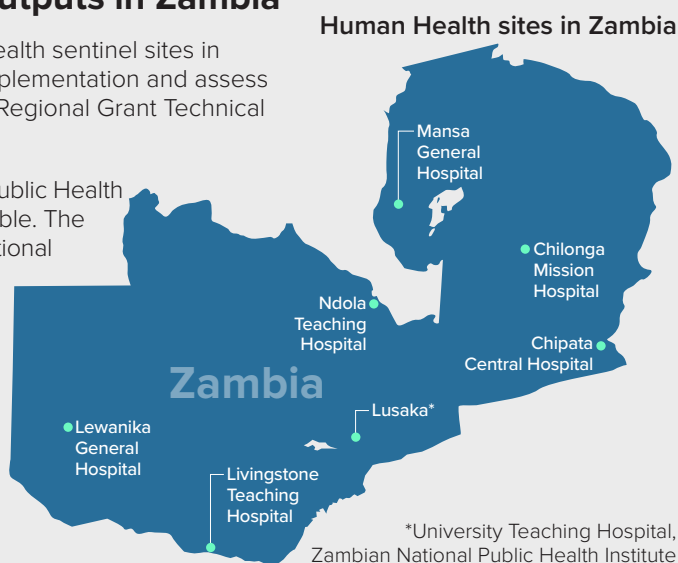 utputs in Zambia
ealth sentinel sites in
plementation and assess
Regional Grant Technical
ublic Health
ble. The
tional
Human Health sites in Zambia
Mansa
General
Hospital
Chilonga
Mission
Hospital
Ndola
Teaching
Hospital
Chipata
Central Hospital
Zambia
Lusaka*
Lewanika
General
Hospital
Livingstone
Teaching
Hospital
*University Teaching Hospital,
Zambian National Public Health Institute